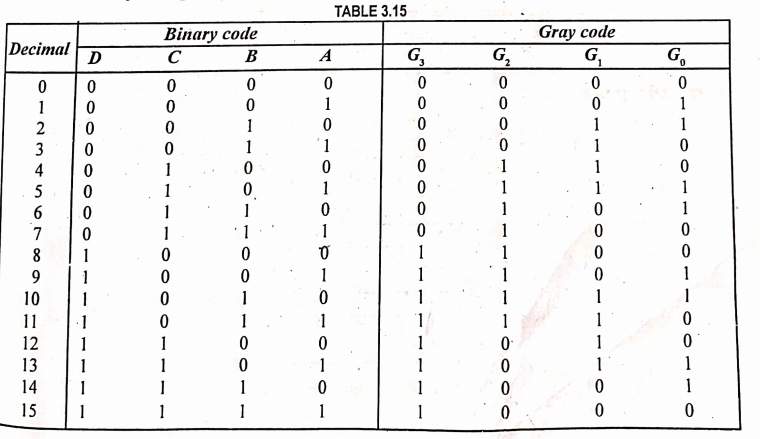 TABLE 3.15
Decimal Binary code Gray code
D C B A G₃ G₂ G₁ G₀
0 0 0 0 0 0 0 0 0
1 0 0 0 1 0 0 0 1
2 0 0 1 0 0 0 1 1
3 0 0 1 1 0 0 1 0
4 0 1 0 0 0 1 1 0
5 0 1 0 1 0 1 1 1
6 0 1 1 0 0 1 0 1
7 0 1 1 1 0 1 0 0
8 1 0 0 0 1 1 0 0
9 1 0 0 1 1 1 0 1
10 1 0 1 0 1 1 1 1
11 1 0 1 1 1 1 1 0
12 1 1 0 0 1 0 1 0
13 1 1 0 1 1 0 1 1
14 1 1 1 0 1 0 0 1
15 1 1 1 1 1 0 0 0